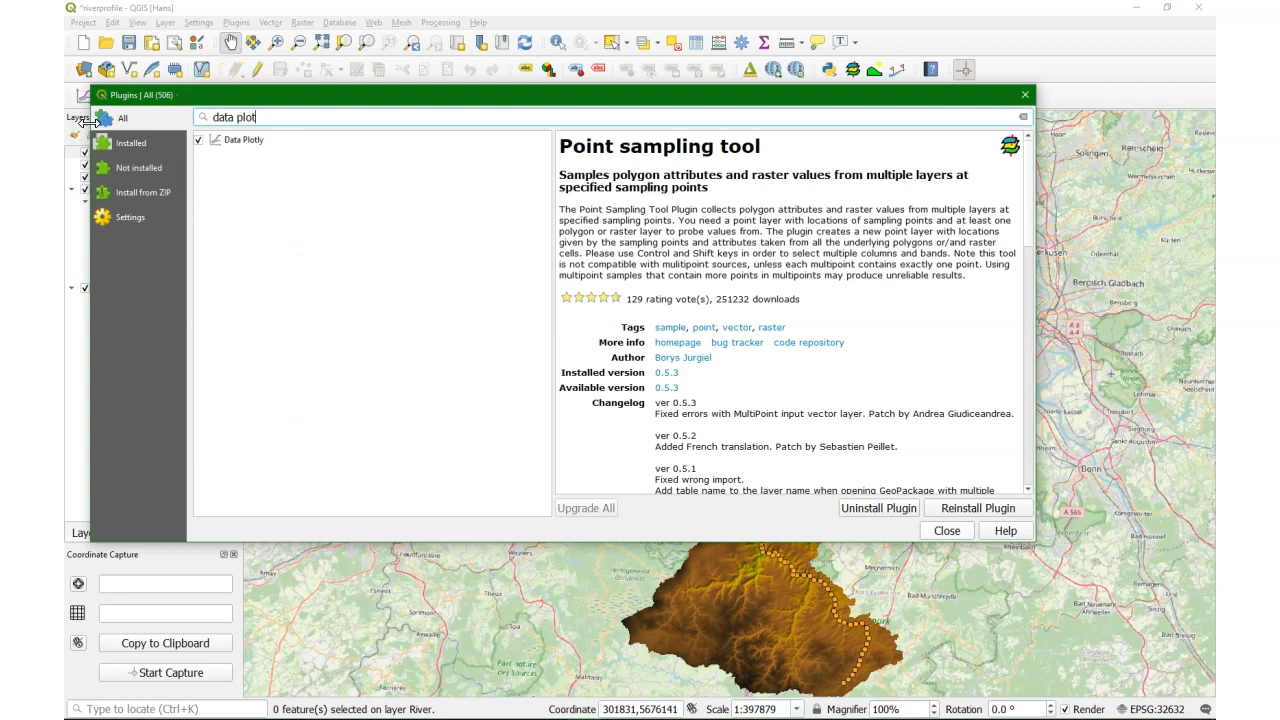 *riverprofile - QGIS [Hans]
Project Edit View Layer Settings Plugins Vector Raster Database Web Mesh Processing Help
Plugins | All (506)
Layers
All
data plot
Installed
Data Plotly
Not installed
Install from ZIP
Settings
Point sampling tool
Samples polygon attributes and raster values from multiple layers at
specified sampling points
The Point Sampling Tool Plugin collects polygon attributes and raster values from multiple layers at
specified sampling points. You need a point layer with locations of sampling points and at least one
polygon or raster layer to probe values from. The plugin creates a new point layer with locations
given by the sampling points and attributes taken from all the underlying polygons or/and raster
cells. Please use Control and Shift keys in order to select multiple columns and bands. Note this tool
is not compatible with mulitipoint sources, unless each multipoint contains exactly one point. Using
multipoint samples that contain more points in multipoints may produce unreliable results.
129 rating vote(s), 251232 downloads
Tags sample, point, vector, raster
More info homepage bug tracker code repository
Author Borys Jurgiel
Installed version 0.5.3
Available version 0.5.3
Changelog ver 0.5.3
Fixed errors with MultiPoint input vector layer. Patch by Andrea Giudiceandrea.
ver 0.5.2
Added French translation. Patch by Sebastien Peillet.
ver 0.5.1
Fixed wrong import.
Add table name to the layer name when opening GeoPackage with multiple
Upgrade All Uninstall Plugin Reinstall Plugin
Close Help
Solingen
Remscheid
Bergisch Gladbach
Bonn
Coordinate Capture
Copy to Clipboard
Start Capture
Theux
Spa
Malmedy
Bad Münstereifel
Type to locate (Ctrl+K) 0 feature(s) selected on layer River. Coordinate 301831,5676141 Scale 1:397879 Magnifier 100% Rotation 0.0 ° Render EPSG:32632